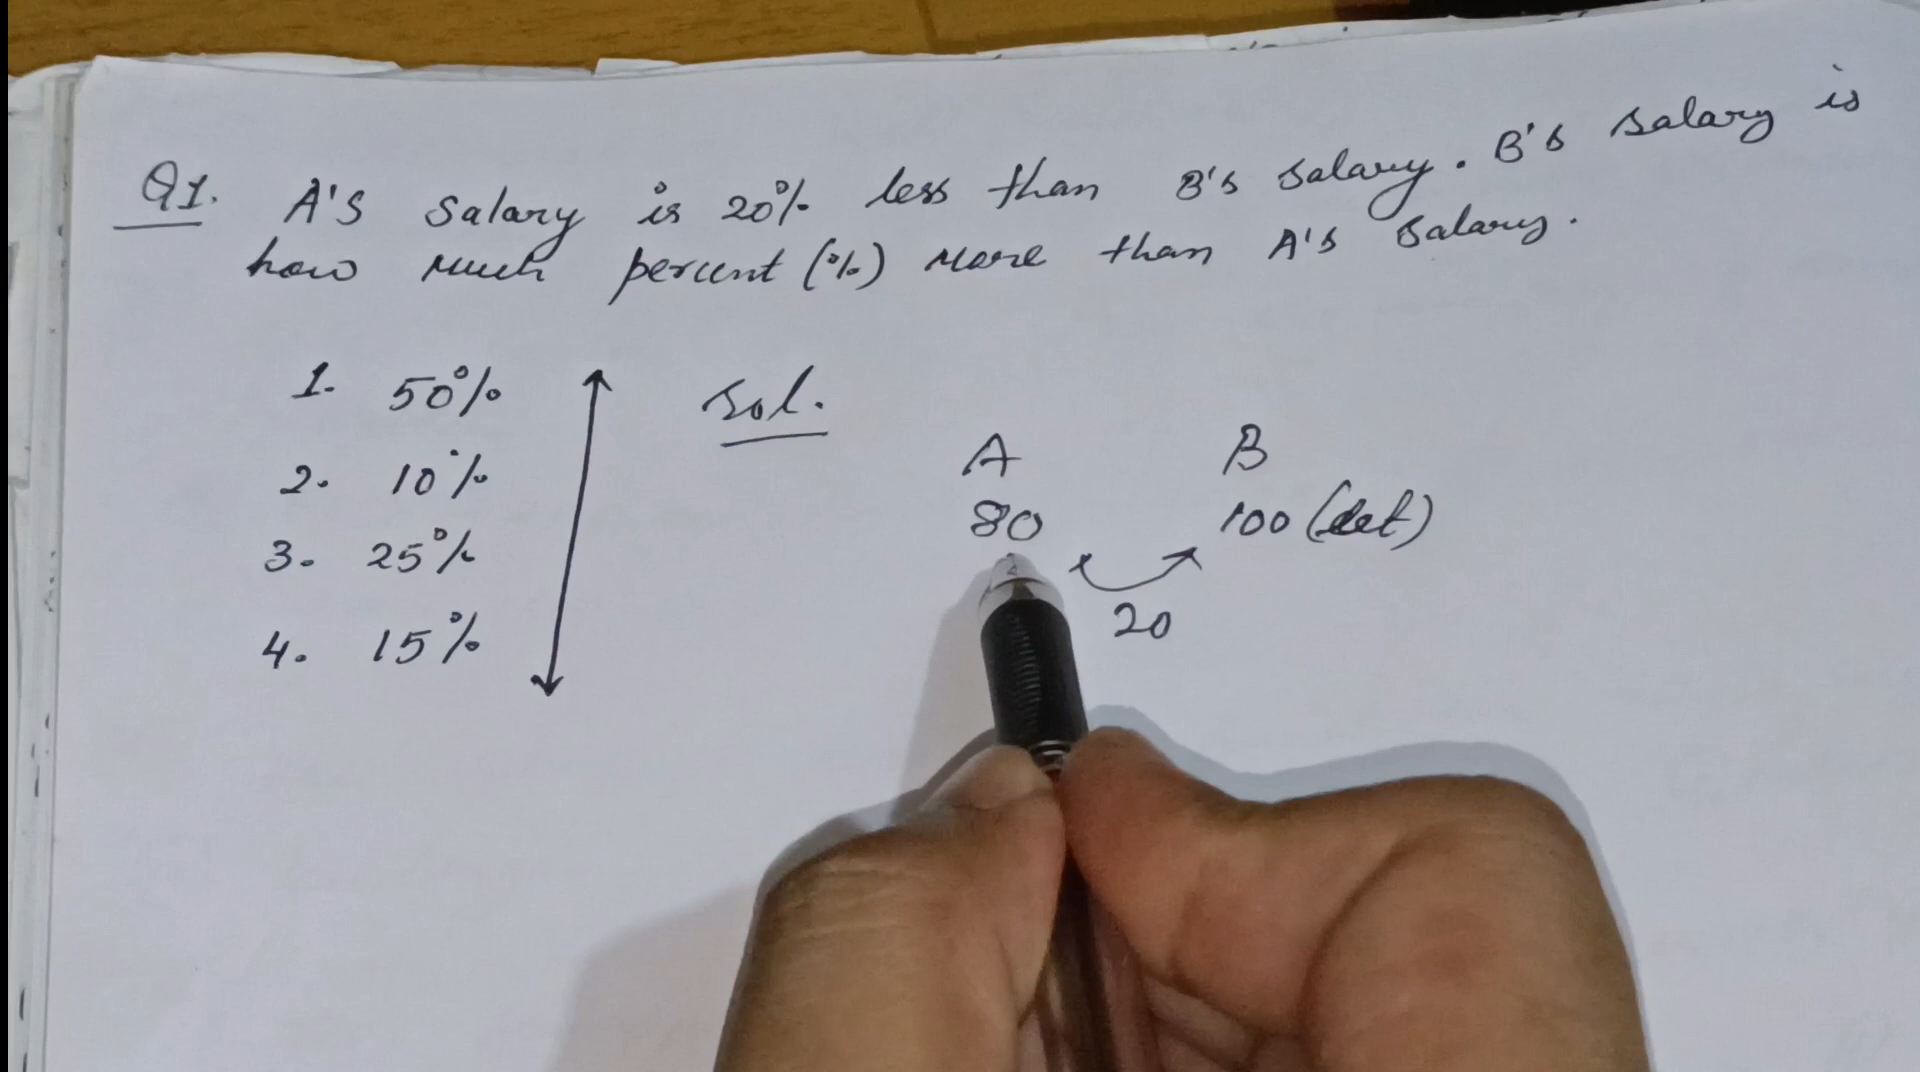 Q1. A'S Salary is 20% less than B's Salary. B's salary is
how much percent (%) more than A's Salary.
1. 50%
2. 10%
3. 25%
4. 15%
Sol.
A B
80 100 (let)
20